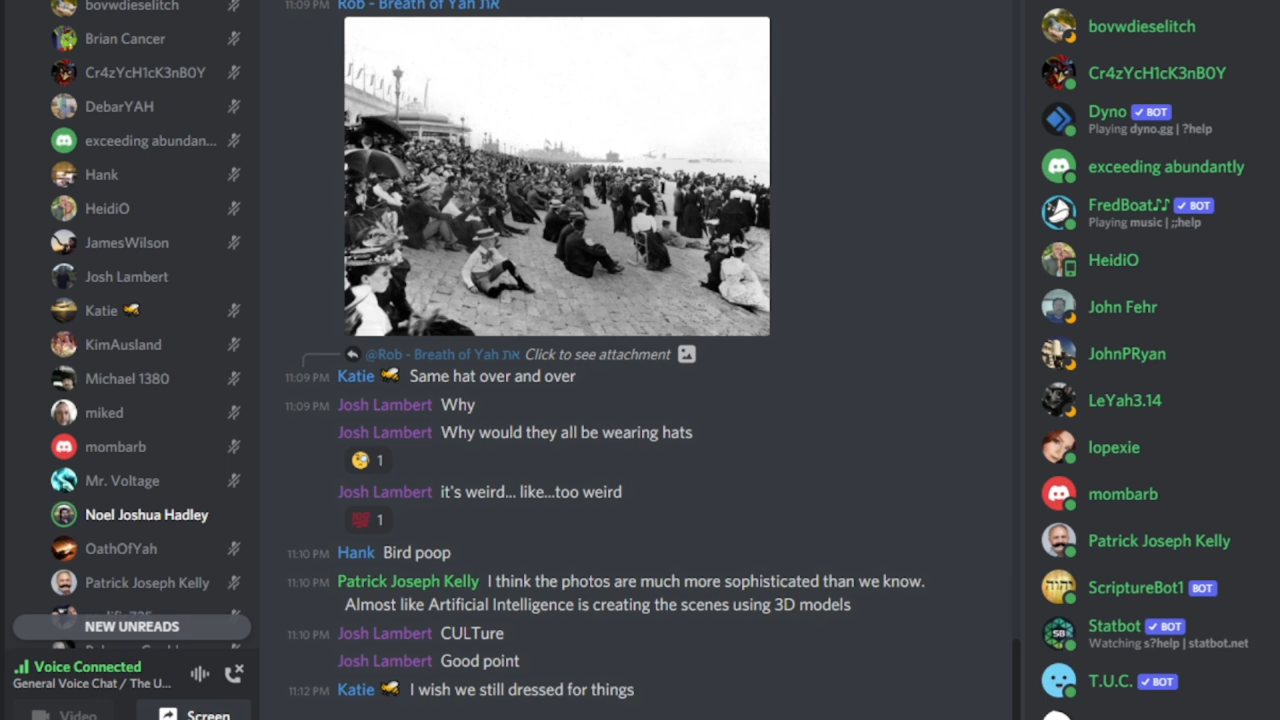 bovwdieselitch
Brian Cancer
Cr4zYcH1cK3nB0Y
DebarYAH
exceeding abundan...
Hank
HeidiO
JamesWilson
Josh Lambert
Katie
KimAusland
Michael 1380
miked
mombarb
Mr. Voltage
Noel Joshua Hadley
OathOfYah
Patrick Joseph Kelly
NEW UNREADS
Voice Connected
General Voice Chat / The U...
Video
Screen
11:09 PM Rob - Breath of Yah את
@Rob - Breath of Yah את Click to see attachment
11:09 PM Katie Same hat over and over
11:09 PM Josh Lambert Why
Josh Lambert Why would they all be wearing hats
1
Josh Lambert it's weird... like...too weird
1
11:10 PM Hank Bird poop
11:10 PM Patrick Joseph Kelly I think the photos are much more sophisticated than we know.
Almost like Artificial Intelligence is creating the scenes using 3D models
11:10 PM Josh Lambert CULTure
Josh Lambert Good point
11:12 PM Katie I wish we still dressed for things
bovwdieselitch
Cr4zYcH1cK3nB0Y
Dyno BOT
Playing dyno.gg | ?help
exceeding abundantly
FredBoat♪♪ BOT
Playing music | ;;help
HeidiO
John Fehr
JohnPRyan
LeYah3.14
lopexie
mombarb
Patrick Joseph Kelly
ScriptureBot1 BOT
Statbot BOT
Watching s?help | statbot.net
T.U.C. BOT